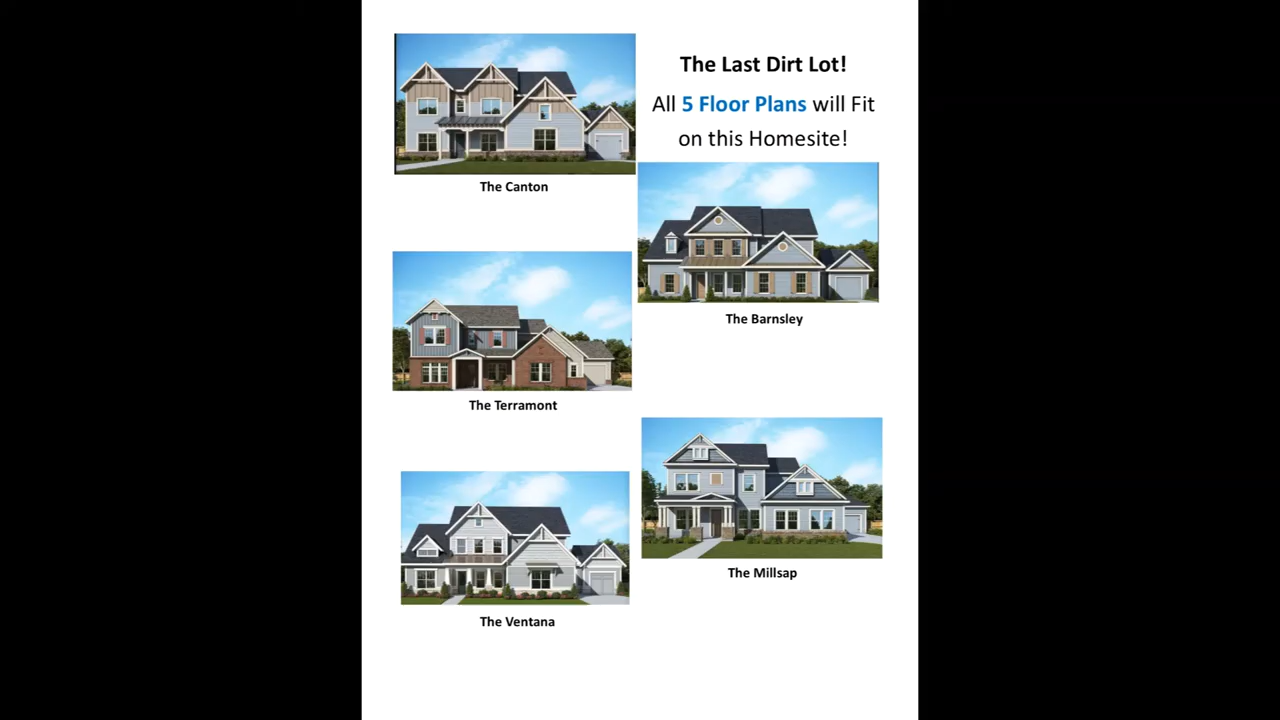 The Last Dirt Lot!
All 5 Floor Plans will Fit
on this Homesite!
The Canton
The Barnsley
The Terramont
The Millsap
The Ventana